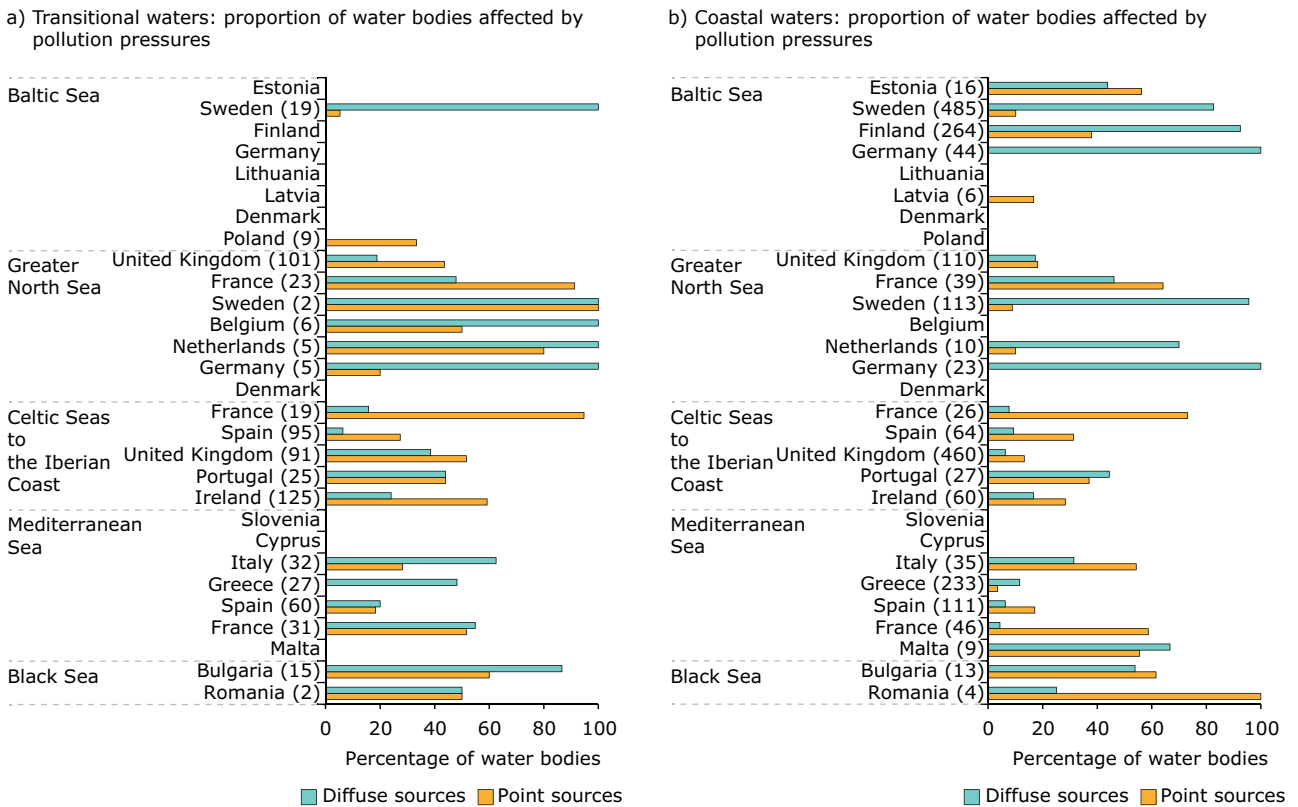 a) Transitional waters: proportion of water bodies affected by
pollution pressures
Baltic Sea
Estonia
Sweden (19)
Finland
Germany
Lithuania
Latvia
Denmark
Poland (9)
Greater
North Sea
United Kingdom (101)
France (23)
Sweden (2)
Belgium (6)
Netherlands (5)
Germany (5)
Denmark
Celtic Seas
to
the Iberian
Coast
France (19)
Spain (95)
United Kingdom (91)
Portugal (25)
Ireland (125)
Mediterranean
Sea
Slovenia
Cyprus
Italy (32)
Greece (27)
Spain (60)
France (31)
Malta
Black Sea
Bulgaria (15)
Romania (2)
0 20 40 60 80 100
Percentage of water bodies
Diffuse sources Point sources
b) Coastal waters: proportion of water bodies affected by
pollution pressures
Baltic Sea
Estonia (16)
Sweden (485)
Finland (264)
Germany (44)
Lithuania
Latvia (6)
Denmark
Poland
Greater
North Sea
United Kingdom (110)
France (39)
Sweden (113)
Belgium
Netherlands (10)
Germany (23)
Denmark
Celtic Seas
to
the Iberian
Coast
France (26)
Spain (64)
United Kingdom (460)
Portugal (27)
Ireland (60)
Mediterranean
Sea
Slovenia
Cyprus
Italy (35)
Greece (233)
Spain (111)
France (46)
Malta (9)
Black Sea
Bulgaria (13)
Romania (4)
0 20 40 60 80 100
Percentage of water bodies
Diffuse sources Point sources